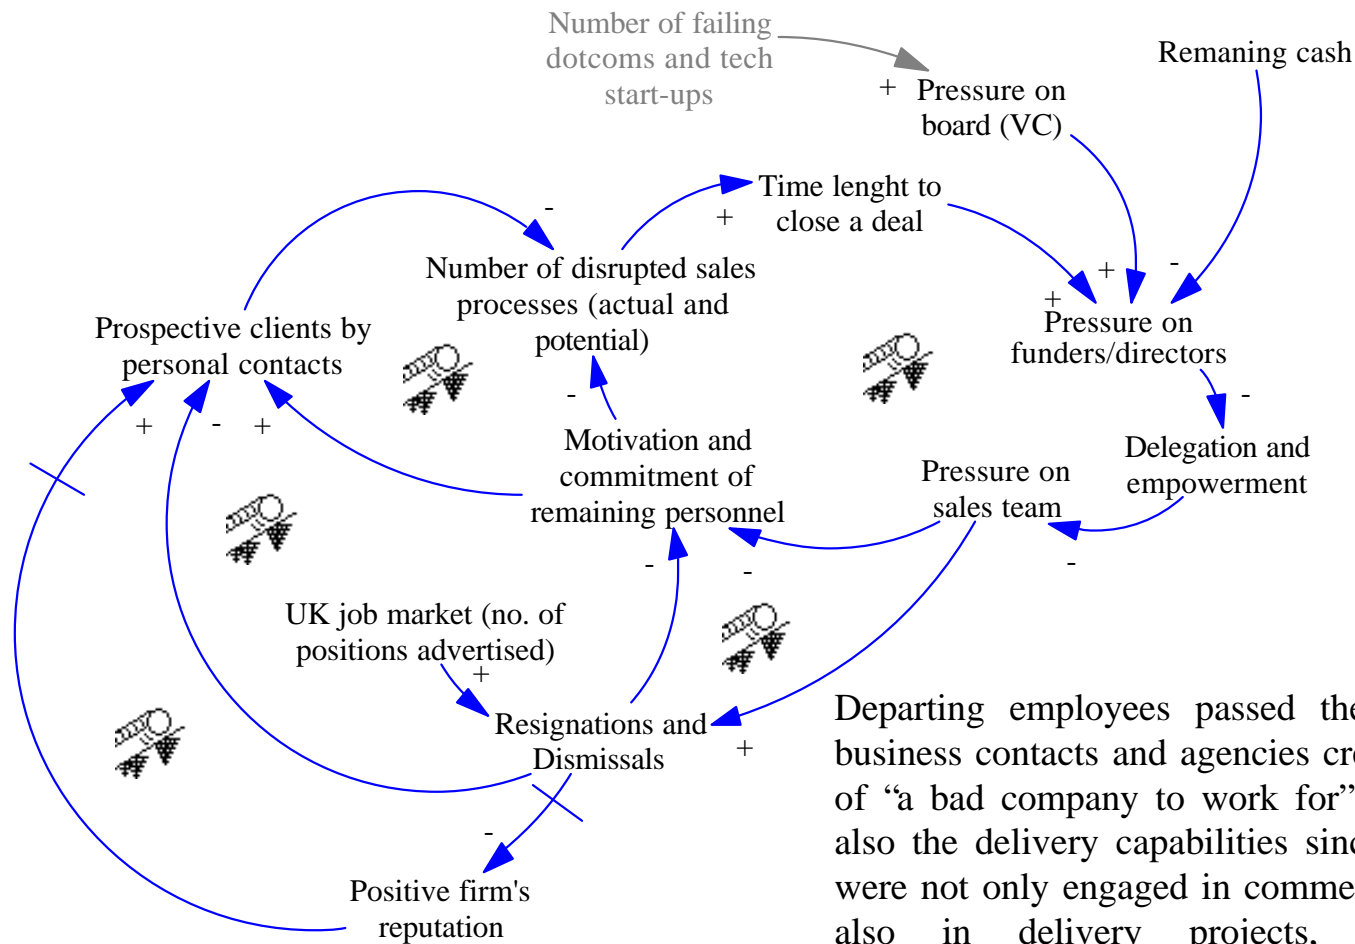 Number of failing
dotcoms and tech
start-ups
Remaning cash
+
Pressure on
board (VC)
Time lenght to
close a deal
+
-
Number of disrupted sales
processes (actual and
potential)
+
-
+
Pressure on
funders/directors
Prospective clients by
personal contacts
+
-
+
-
-
Motivation and
commitment of
remaining personnel
Pressure on
sales team
Delegation and
empowerment
-
-
-
UK job market (no. of
positions advertised)
+
Resignations and
Dismissals
+
-
Positive firm's
reputation
Departing employees passed the
business contacts and agencies cre
of “a bad company to work for”
also the delivery capabilities sinc
were not only engaged in comme
also in delivery projects,